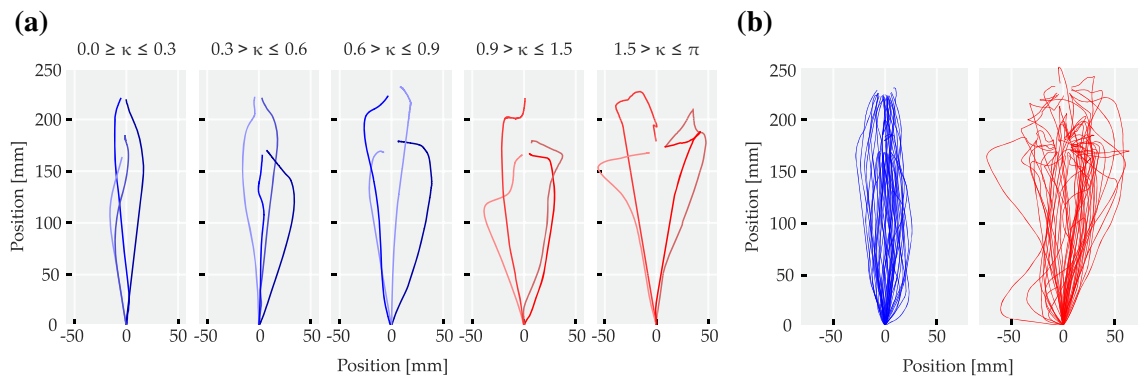 (a)
(b)
0.0 ≥ κ ≤ 0.3
0.3 > κ ≤ 0.6
0.6 > κ ≤ 0.9
0.9 > κ ≤ 1.5
1.5 > κ ≤ π
Position [mm]
250
200
150
100
50
0
-50 0 50
-50 0 50
-50 0 50
-50 0 50
-50 0 50
Position [mm]
Position [mm]
250
200
150
100
50
0
-50 0 50
-50 0 50
Position [mm]